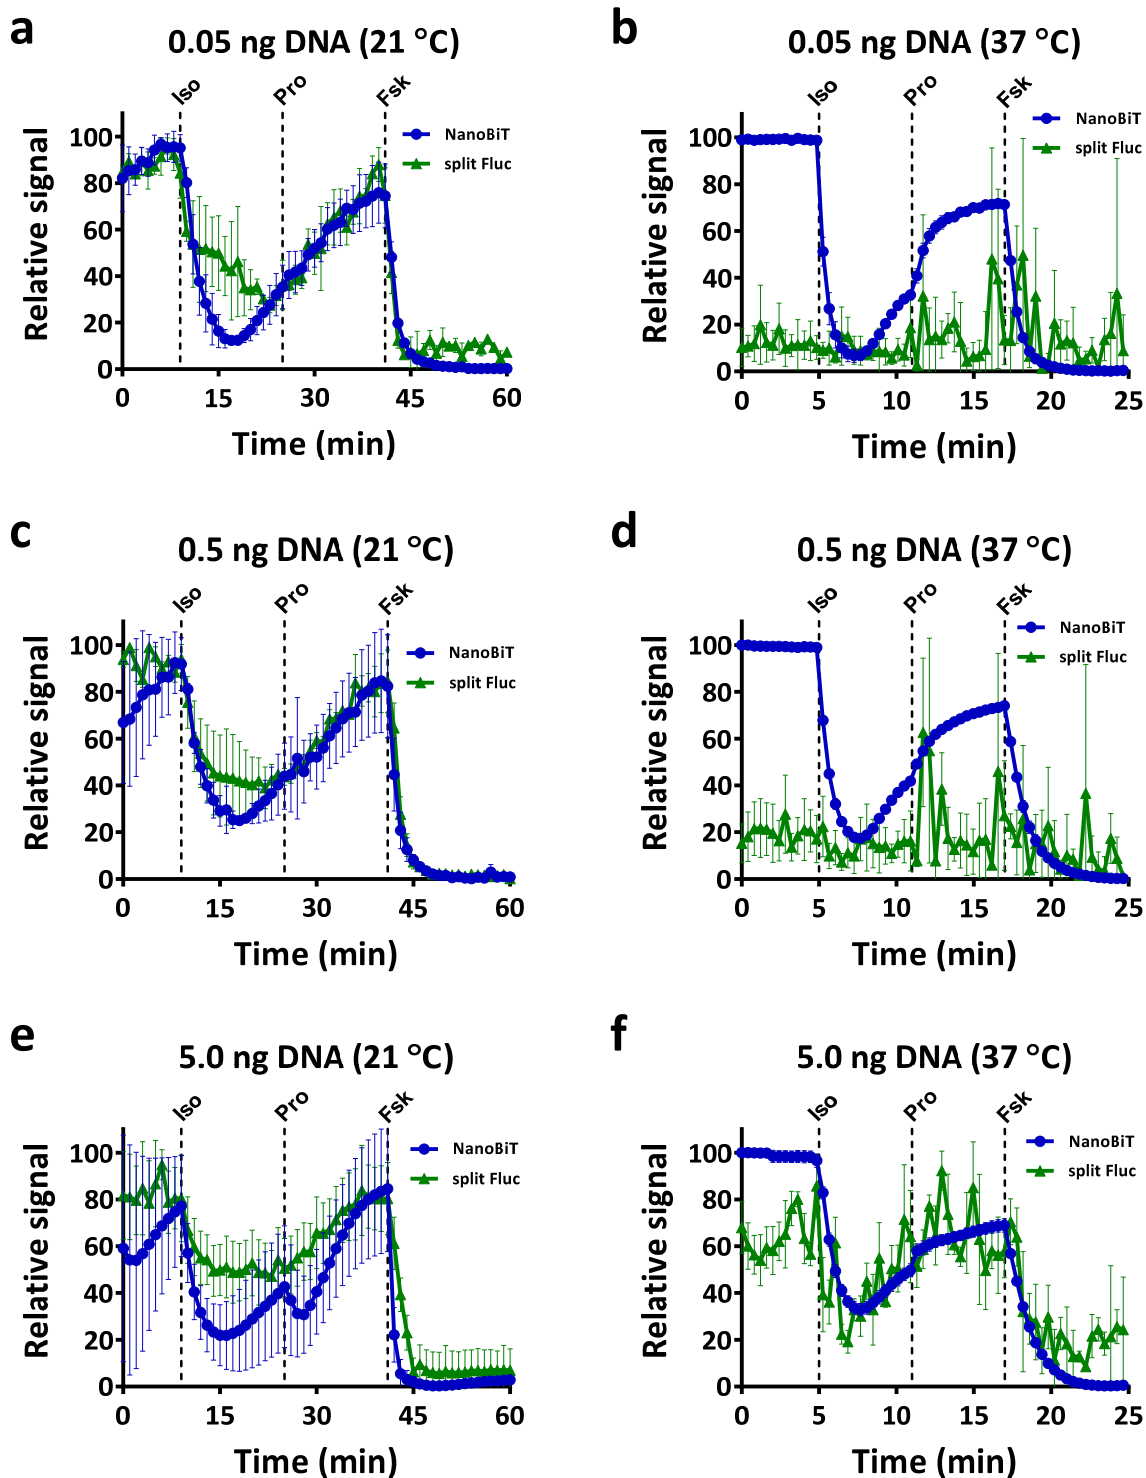 a
0.05 ng DNA (21 °C)
Iso
Pro
Fsk
NanoBiT
split Fluc
Relative signal
100
80
60
40
20
0
0 15 30 45 60
Time (min)
b
0.05 ng DNA (37 °C)
Iso
Pro
Fsk
NanoBiT
split Fluc
Relative signal
100
80
60
40
20
0
0 5 10 15 20 25
Time (min)
c
0.5 ng DNA (21 °C)
Iso
Pro
Fsk
NanoBiT
split Fluc
Relative signal
100
80
60
40
20
0
0 15 30 45 60
Time (min)
d
0.5 ng DNA (37 °C)
Iso
Pro
Fsk
NanoBiT
split Fluc
Relative signal
100
80
60
40
20
0
0 5 10 15 20 25
Time (min)
e
5.0 ng DNA (21 °C)
Iso
Pro
Fsk
NanoBiT
split Fluc
Relative signal
100
80
60
40
20
0
0 15 30 45 60
Time (min)
f
5.0 ng DNA (37 °C)
Iso
Pro
Fsk
NanoBiT
split Fluc
Relative signal
100
80
60
40
20
0
0 5 10 15 20 25
Time (min)